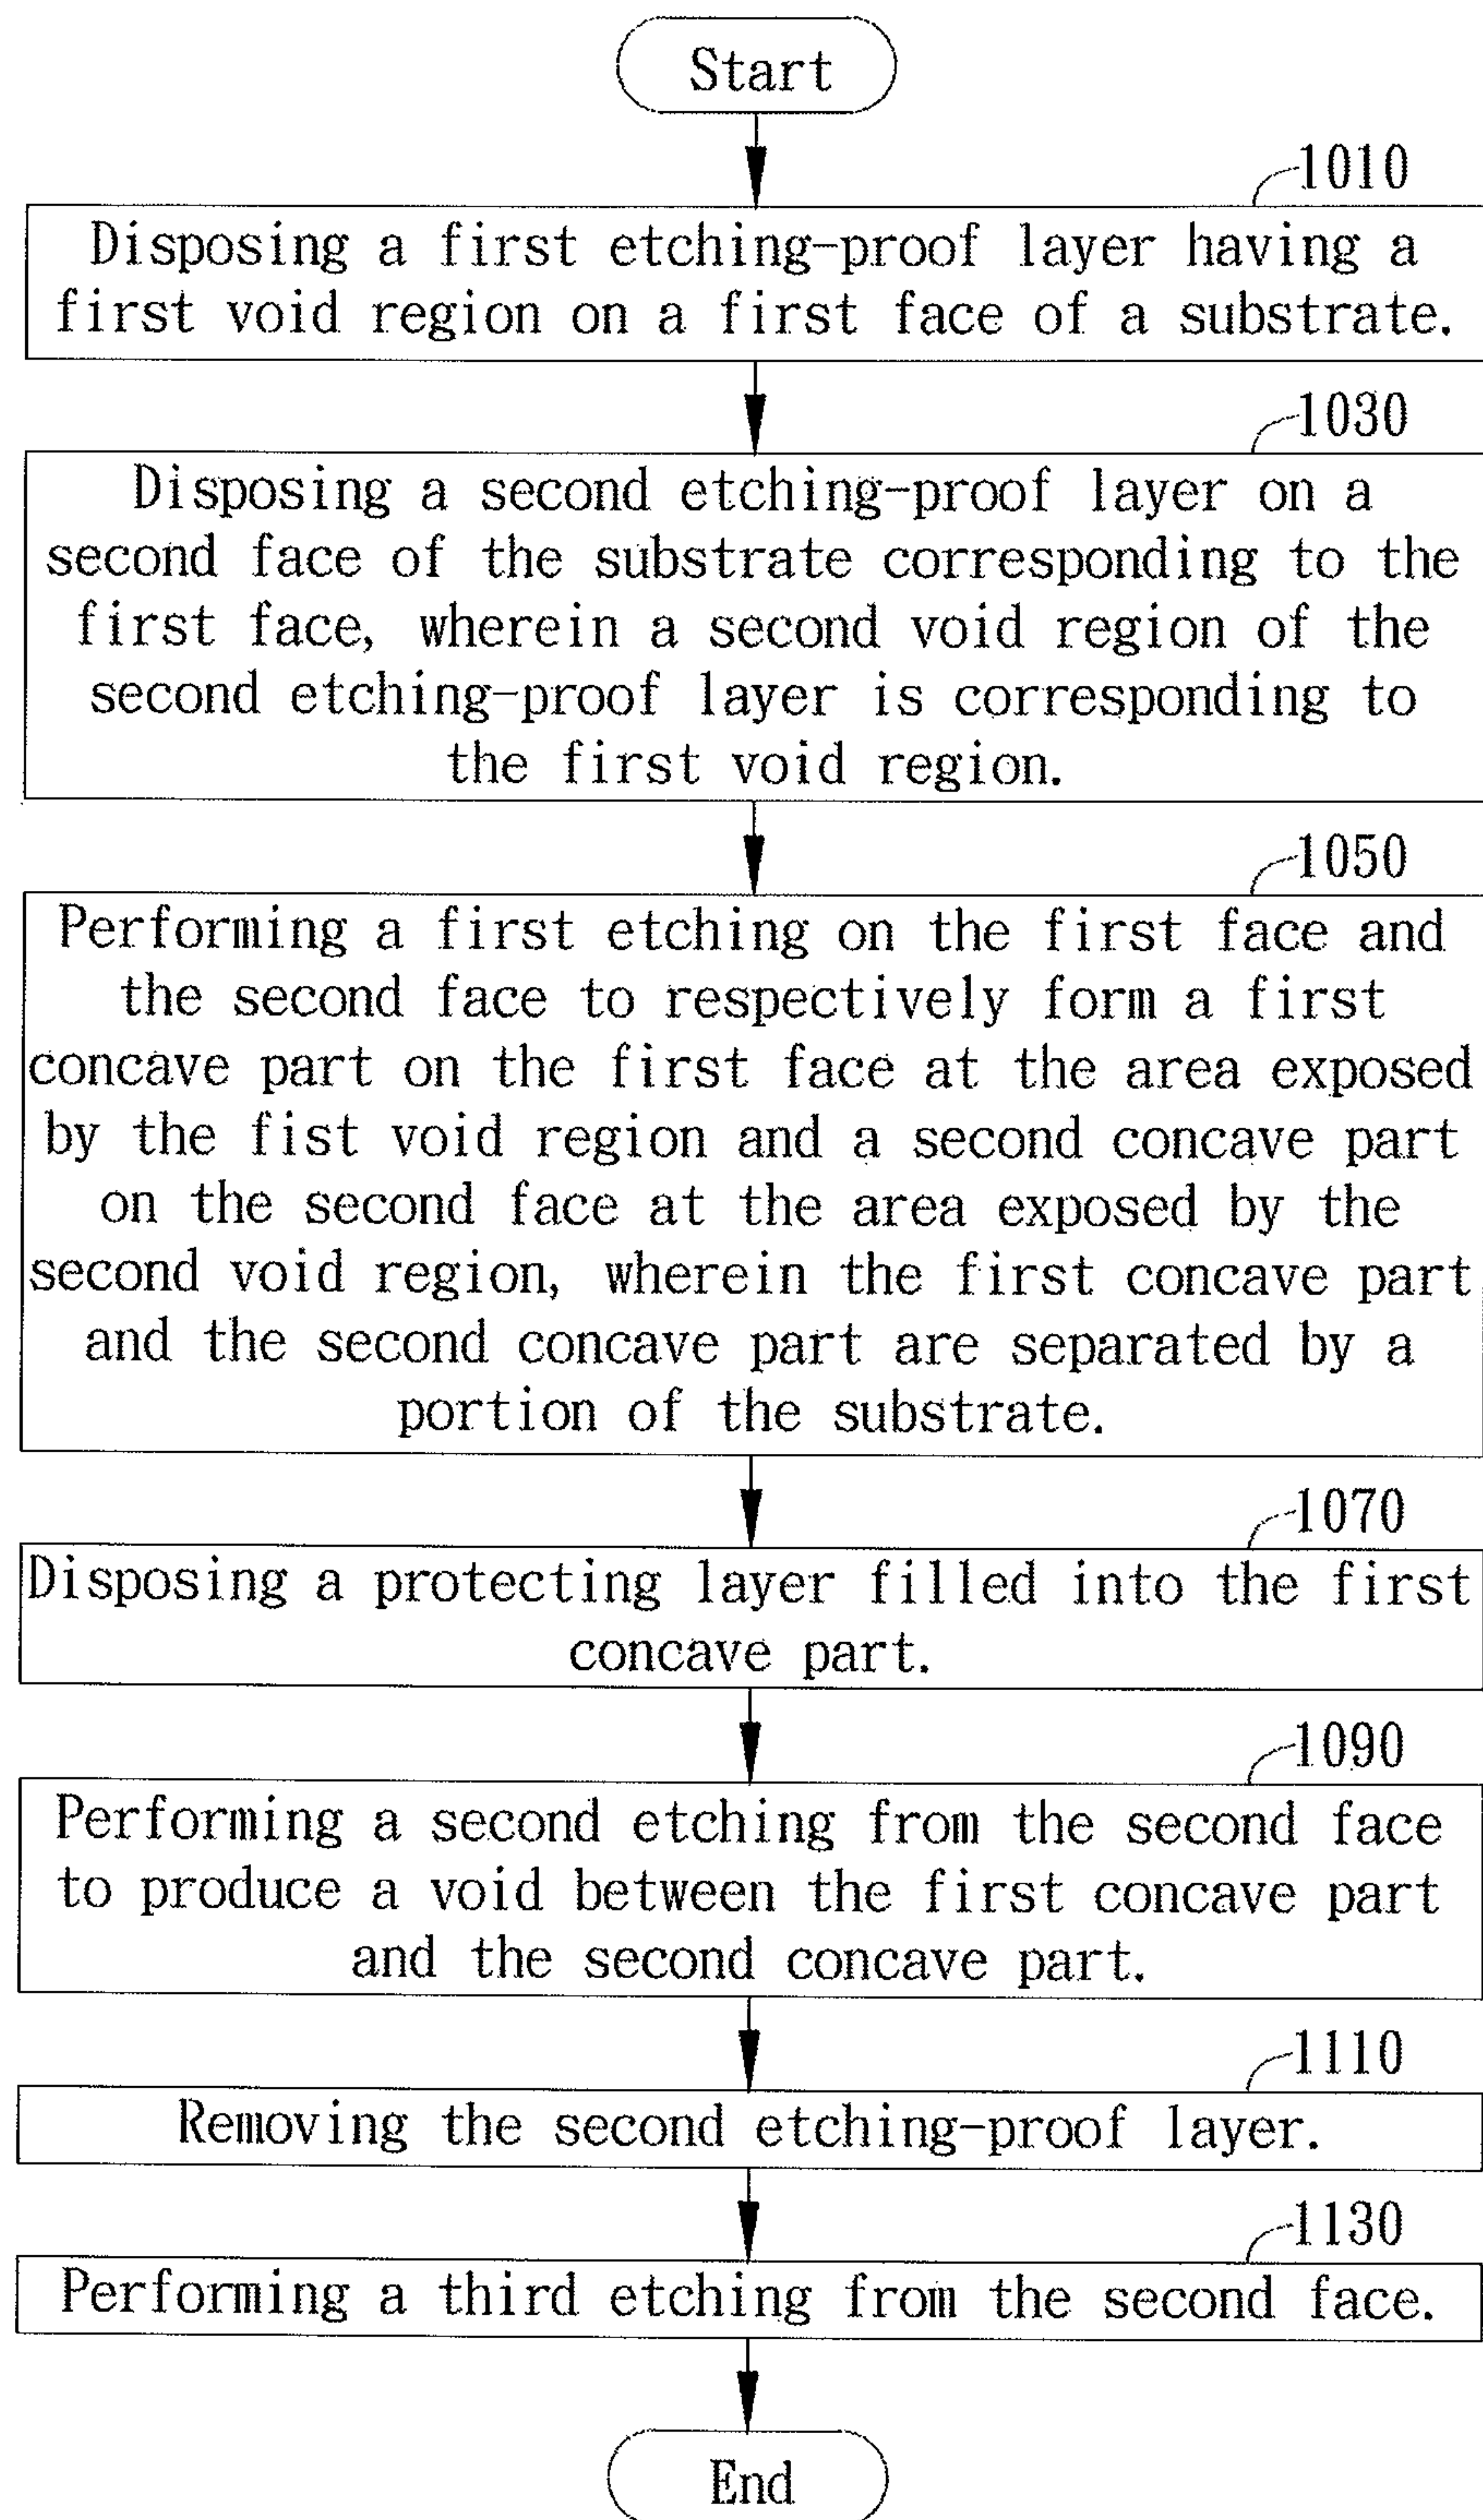 Start
1010
Disposing a first etching-proof layer having a
first void region on a first face of a substrate.
1030
Disposing a second etching-proof layer on a
second face of the substrate corresponding to the
first face, wherein a second void region of the
second etching-proof layer is corresponding to
the first void region.
1050
Performing a first etching on the first face and
the second face to respectively form a first
concave part on the first face at the area exposed
by the fist void region and a second concave part
on the second face at the area exposed by the
second void region, wherein the first concave part
and the second concave part are separated by a
portion of the substrate.
1070
Disposing a protecting layer filled into the first
concave part.
1090
Performing a second etching from the second face
to produce a void between the first concave part
and the second concave part.
1110
Removing the second etching-proof layer.
1130
Performing a third etching from the second face.
End